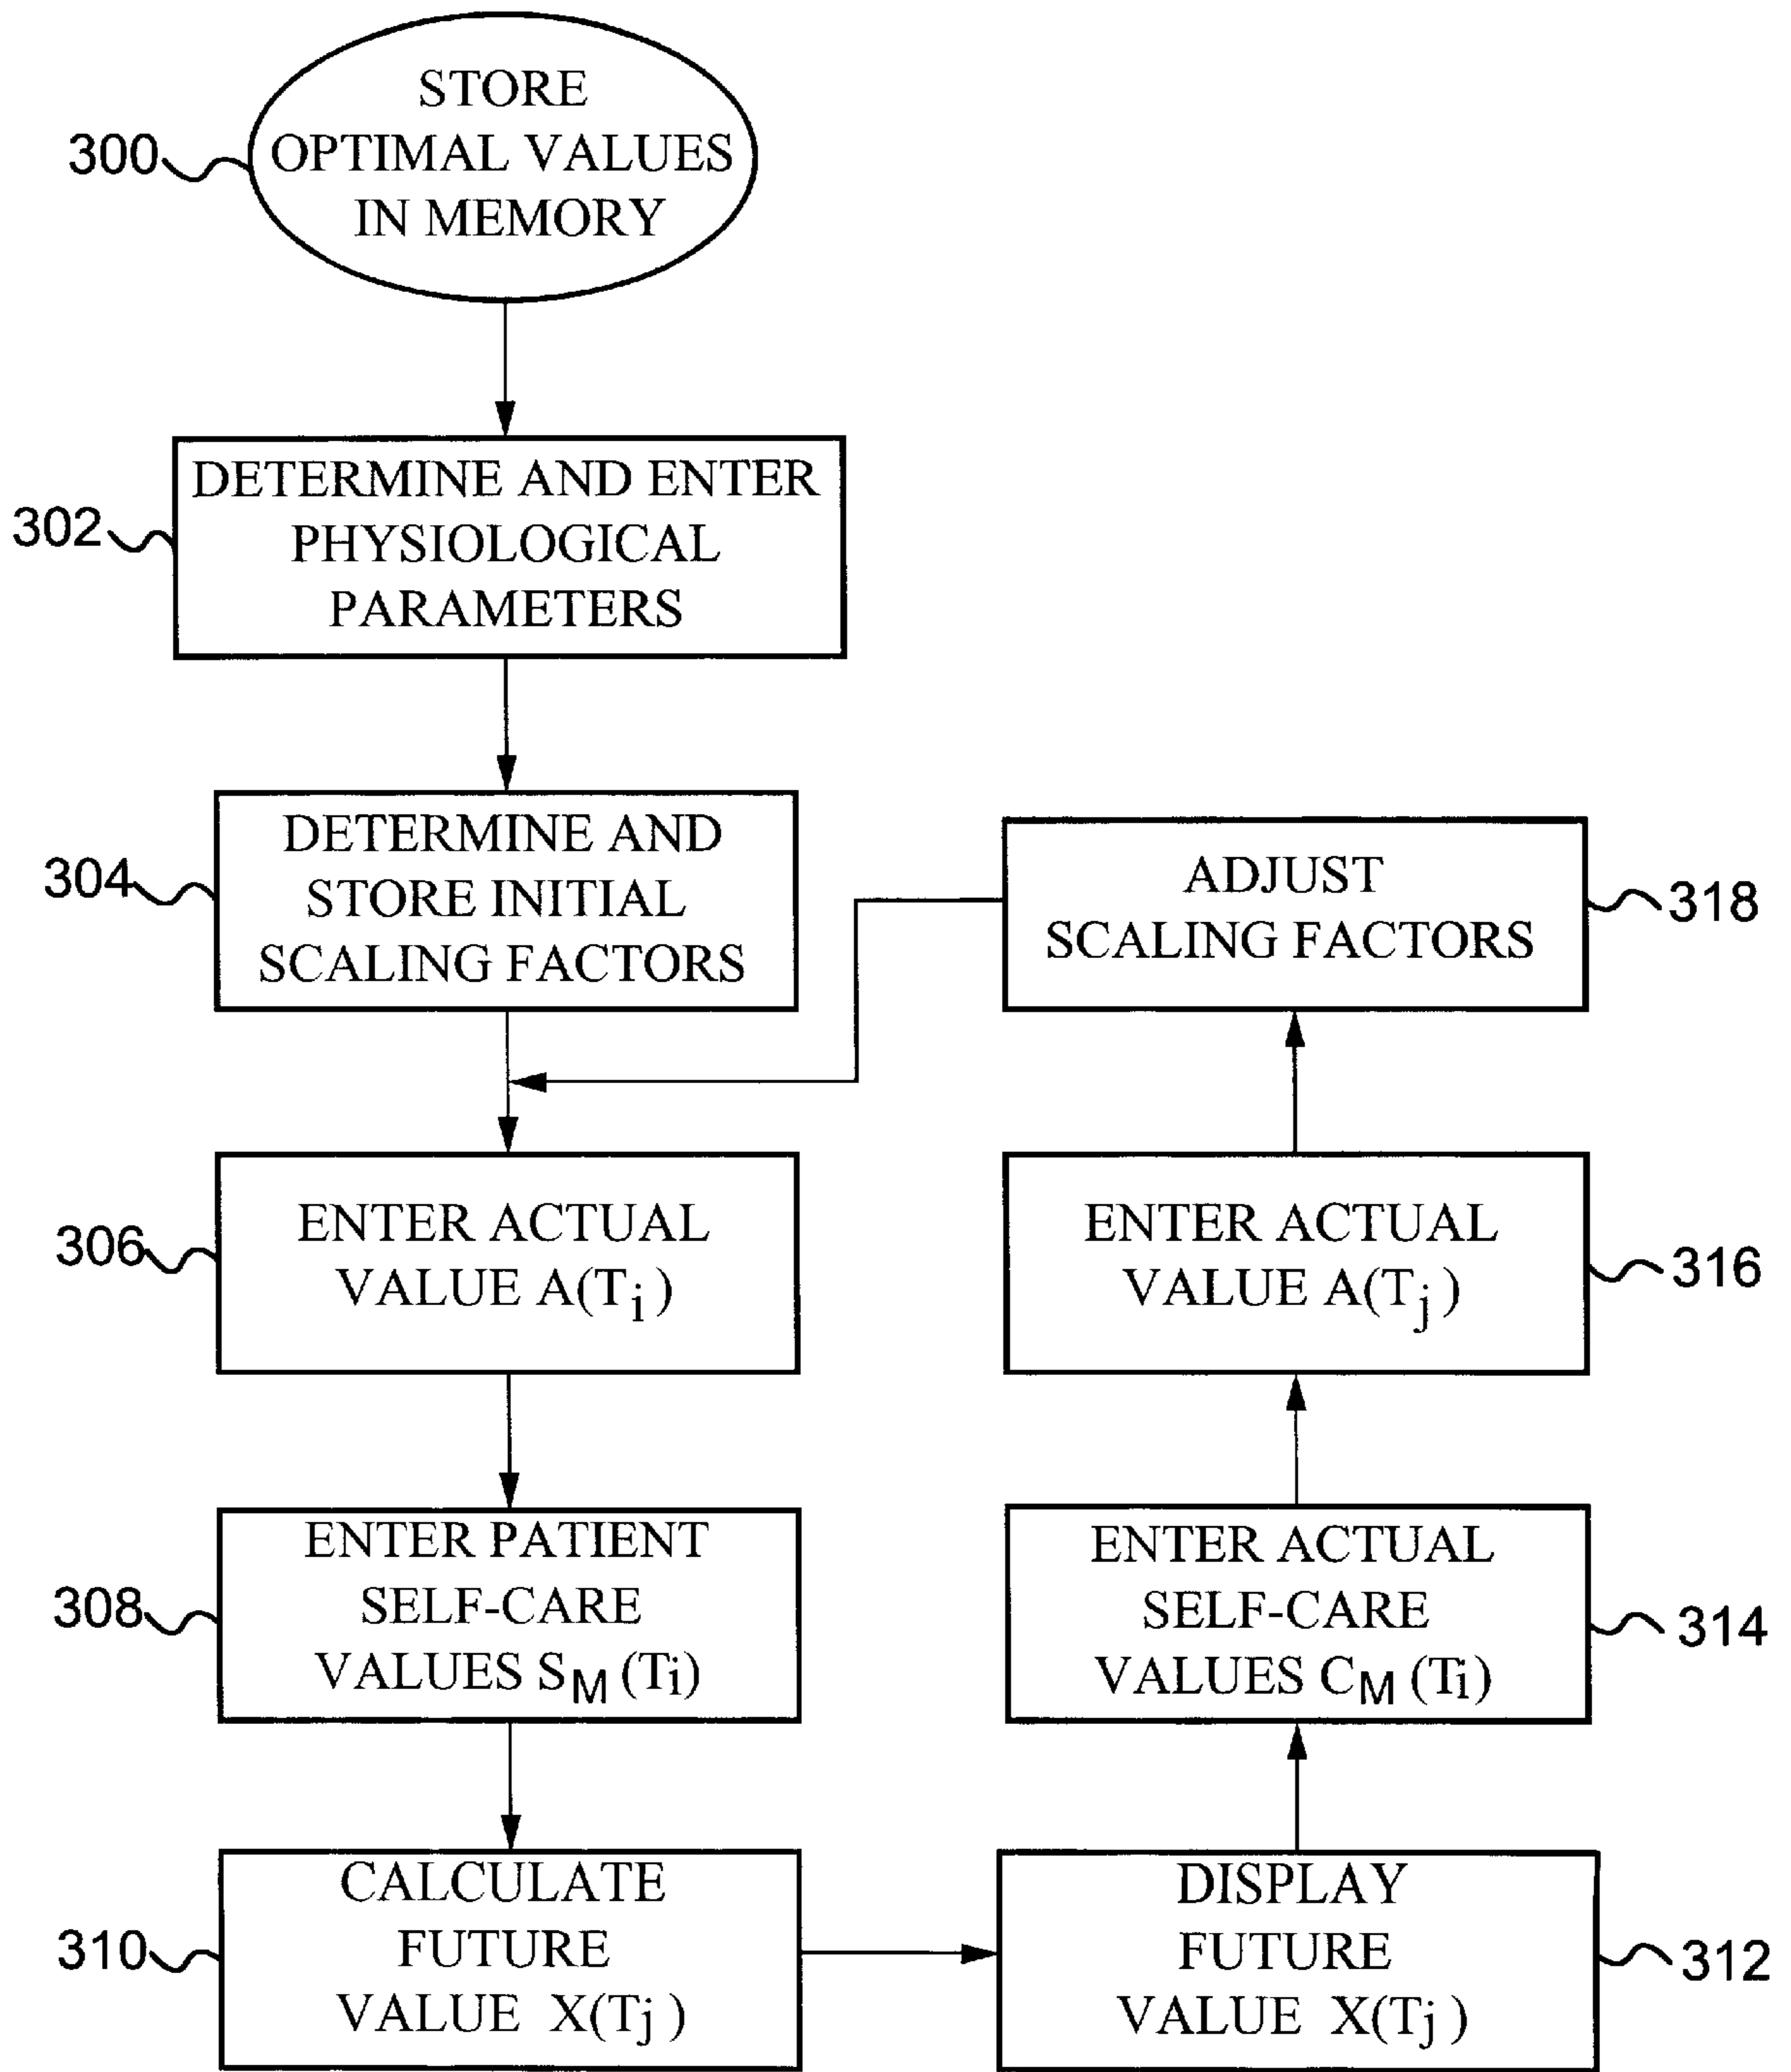 300
STORE
OPTIMAL VALUES
IN MEMORY
302
DETERMINE AND ENTER
PHYSIOLOGICAL
PARAMETERS
304
DETERMINE AND
STORE INITIAL
SCALING FACTORS
ADJUST
SCALING FACTORS
318
306
ENTER ACTUAL
VALUE A(Ti)
ENTER ACTUAL
VALUE A(Tj)
316
308
ENTER PATIENT
SELF-CARE
VALUES SM (Ti)
ENTER ACTUAL
SELF-CARE
VALUES CM (Ti)
314
310
CALCULATE
FUTURE
VALUE X(Tj)
DISPLAY
FUTURE
VALUE X(Tj)
312